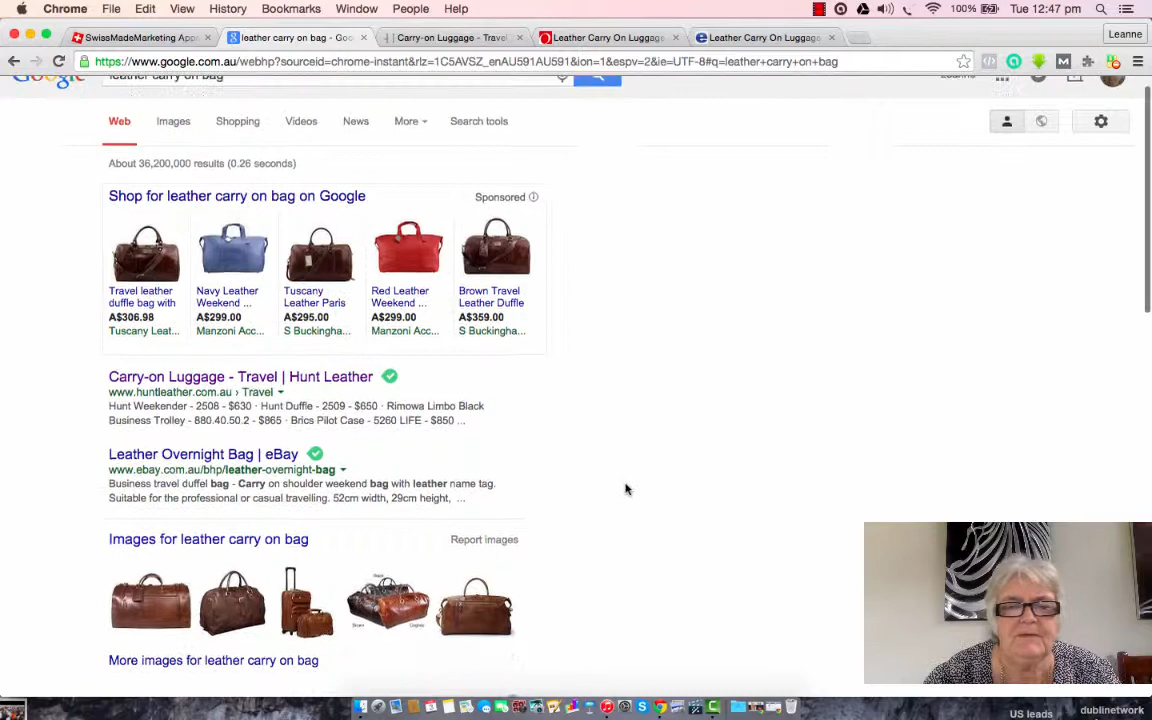 Chrome File Edit View History Bookmarks Window People Help 100% Tue 12:47 pm
SwissMadeMarketing Appe leather carry on bag - Goo Carry-on Luggage - Travel | Leather Carry On Luggage Leather Carry On Luggage Leanne
https://www.google.com.au/webhp?sourceid=chrome-instant&rlz=1C5AVSZ_enAU591AU591&ion=1&espv=2&ie=UTF-8#q=leather+carry+on+bag
Google leather carry on bag
Web Images Shopping Videos News More Search tools
About 36,200,000 results (0.26 seconds)
Shop for leather carry on bag on Google Sponsored
Travel leather duffle bag with A$306.98 Tuscany Leat...
Navy Leather Weekend ... A$299.00 Manzoni Acc...
Tuscany Leather Paris A$295.00 S Buckingha...
Red Leather Weekend ... A$299.00 Manzoni Acc...
Brown Travel Leather Duffle A$359.00 S Buckingha...
Carry-on Luggage - Travel | Hunt Leather
www.huntleather.com.au › Travel
Hunt Weekender - 2508 - $630 · Hunt Duffle - 2509 - $650 · Rimowa Limbo Black
Business Trolley - 880.40.50.2 - $865 · Brics Pilot Case - 5260 LIFE - $850 ...
Leather Overnight Bag | eBay
www.ebay.com.au/bhp/leather-overnight-bag
Business travel duffel bag - Carry on shoulder weekend bag with leather name tag.
Suitable for the professional or casual travelling. 52cm width, 29cm height, ...
Images for leather carry on bag Report images
More images for leather carry on bag
US leads dublinetwork